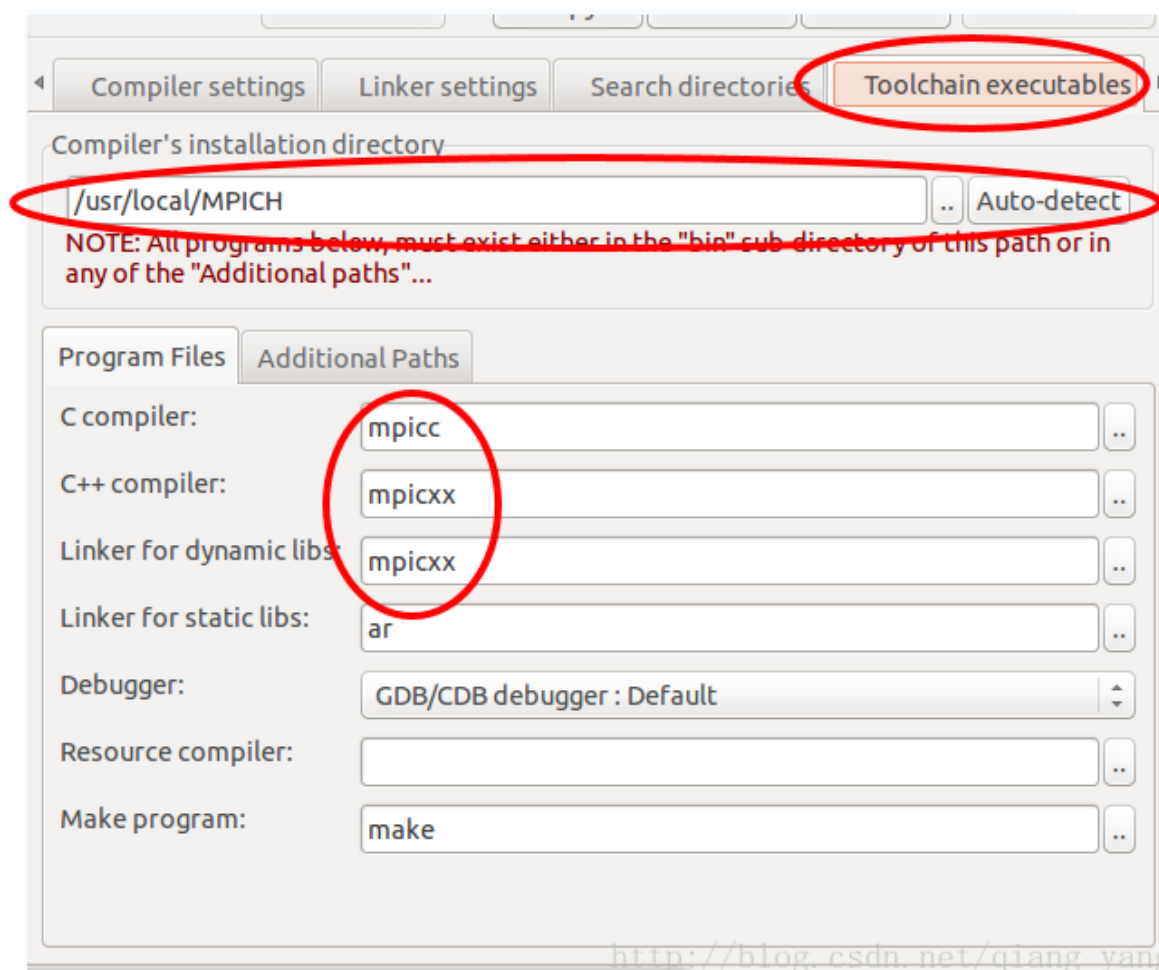 Compiler settings
Linker settings
Search directories
Toolchain executables
Compiler's installation directory
/usr/local/MPICH
..
Auto-detect
NOTE: All programs below, must exist either in the "bin" sub-directory of this path or in
any of the "Additional paths"...
Program Files
Additional Paths
C compiler:
mpicc
..
C++ compiler:
mpicxx
..
Linker for dynamic libs:
mpicxx
..
Linker for static libs:
ar
..
Debugger:
GDB/CDB debugger : Default
Resource compiler:
..
Make program:
make
..
http://blog.csdn.net/qiang_yang